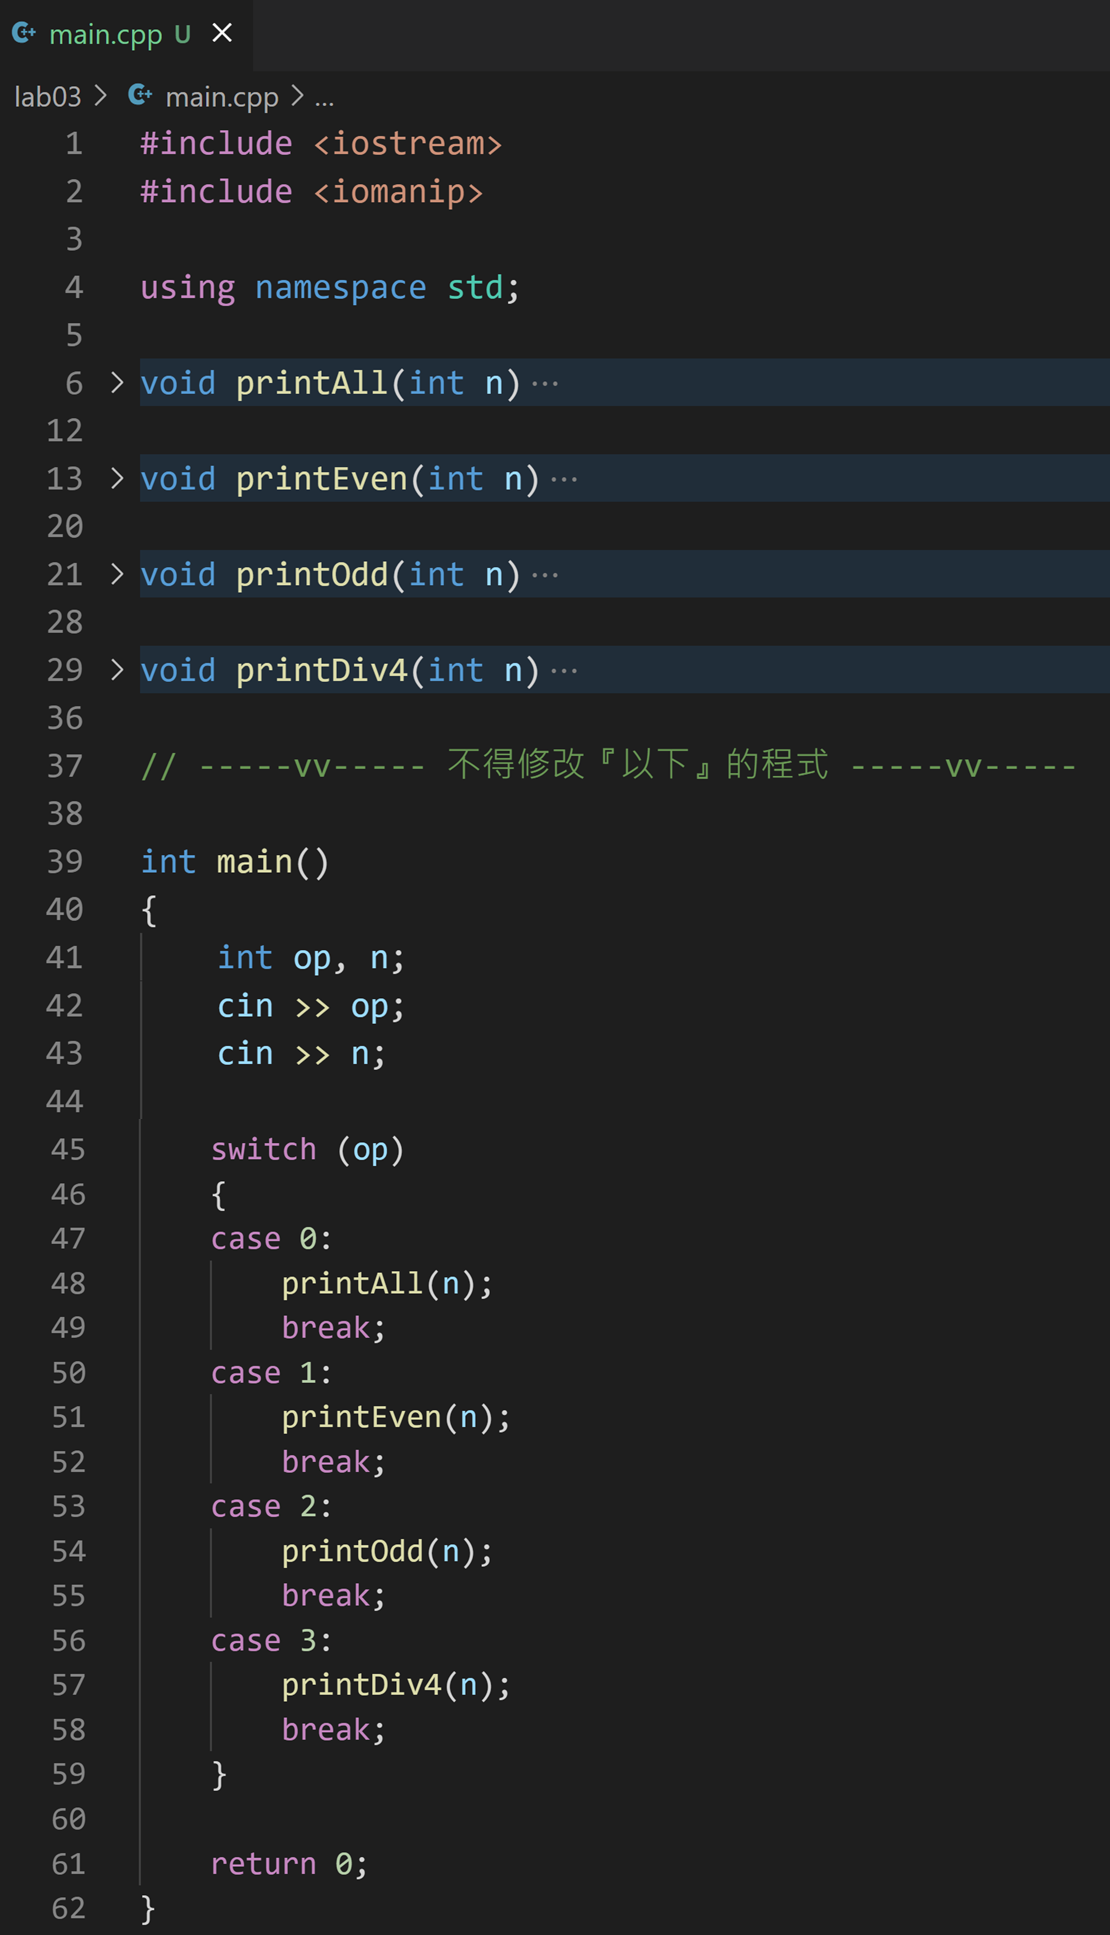 main.cpp U
lab03 > main.cpp > ...
1 #include <iostream>
2 #include <iomanip>
3
4 using namespace std;
5
6 > void printAll(int n) ...
12
13 > void printEven(int n) ...
20
21 > void printOdd(int n) ...
28
29 > void printDiv4(int n) ...
36
37 // -----vv----- 不得修改『以下』的程式 -----vv-----
38
39 int main()
40 {
41 int op, n;
42 cin >> op;
43 cin >> n;
44
45 switch (op)
46 {
47 case 0:
48 printAll(n);
49 break;
50 case 1:
51 printEven(n);
52 break;
53 case 2:
54 printOdd(n);
55 break;
56 case 3:
57 printDiv4(n);
58 break;
59 }
60
61 return 0;
62 }